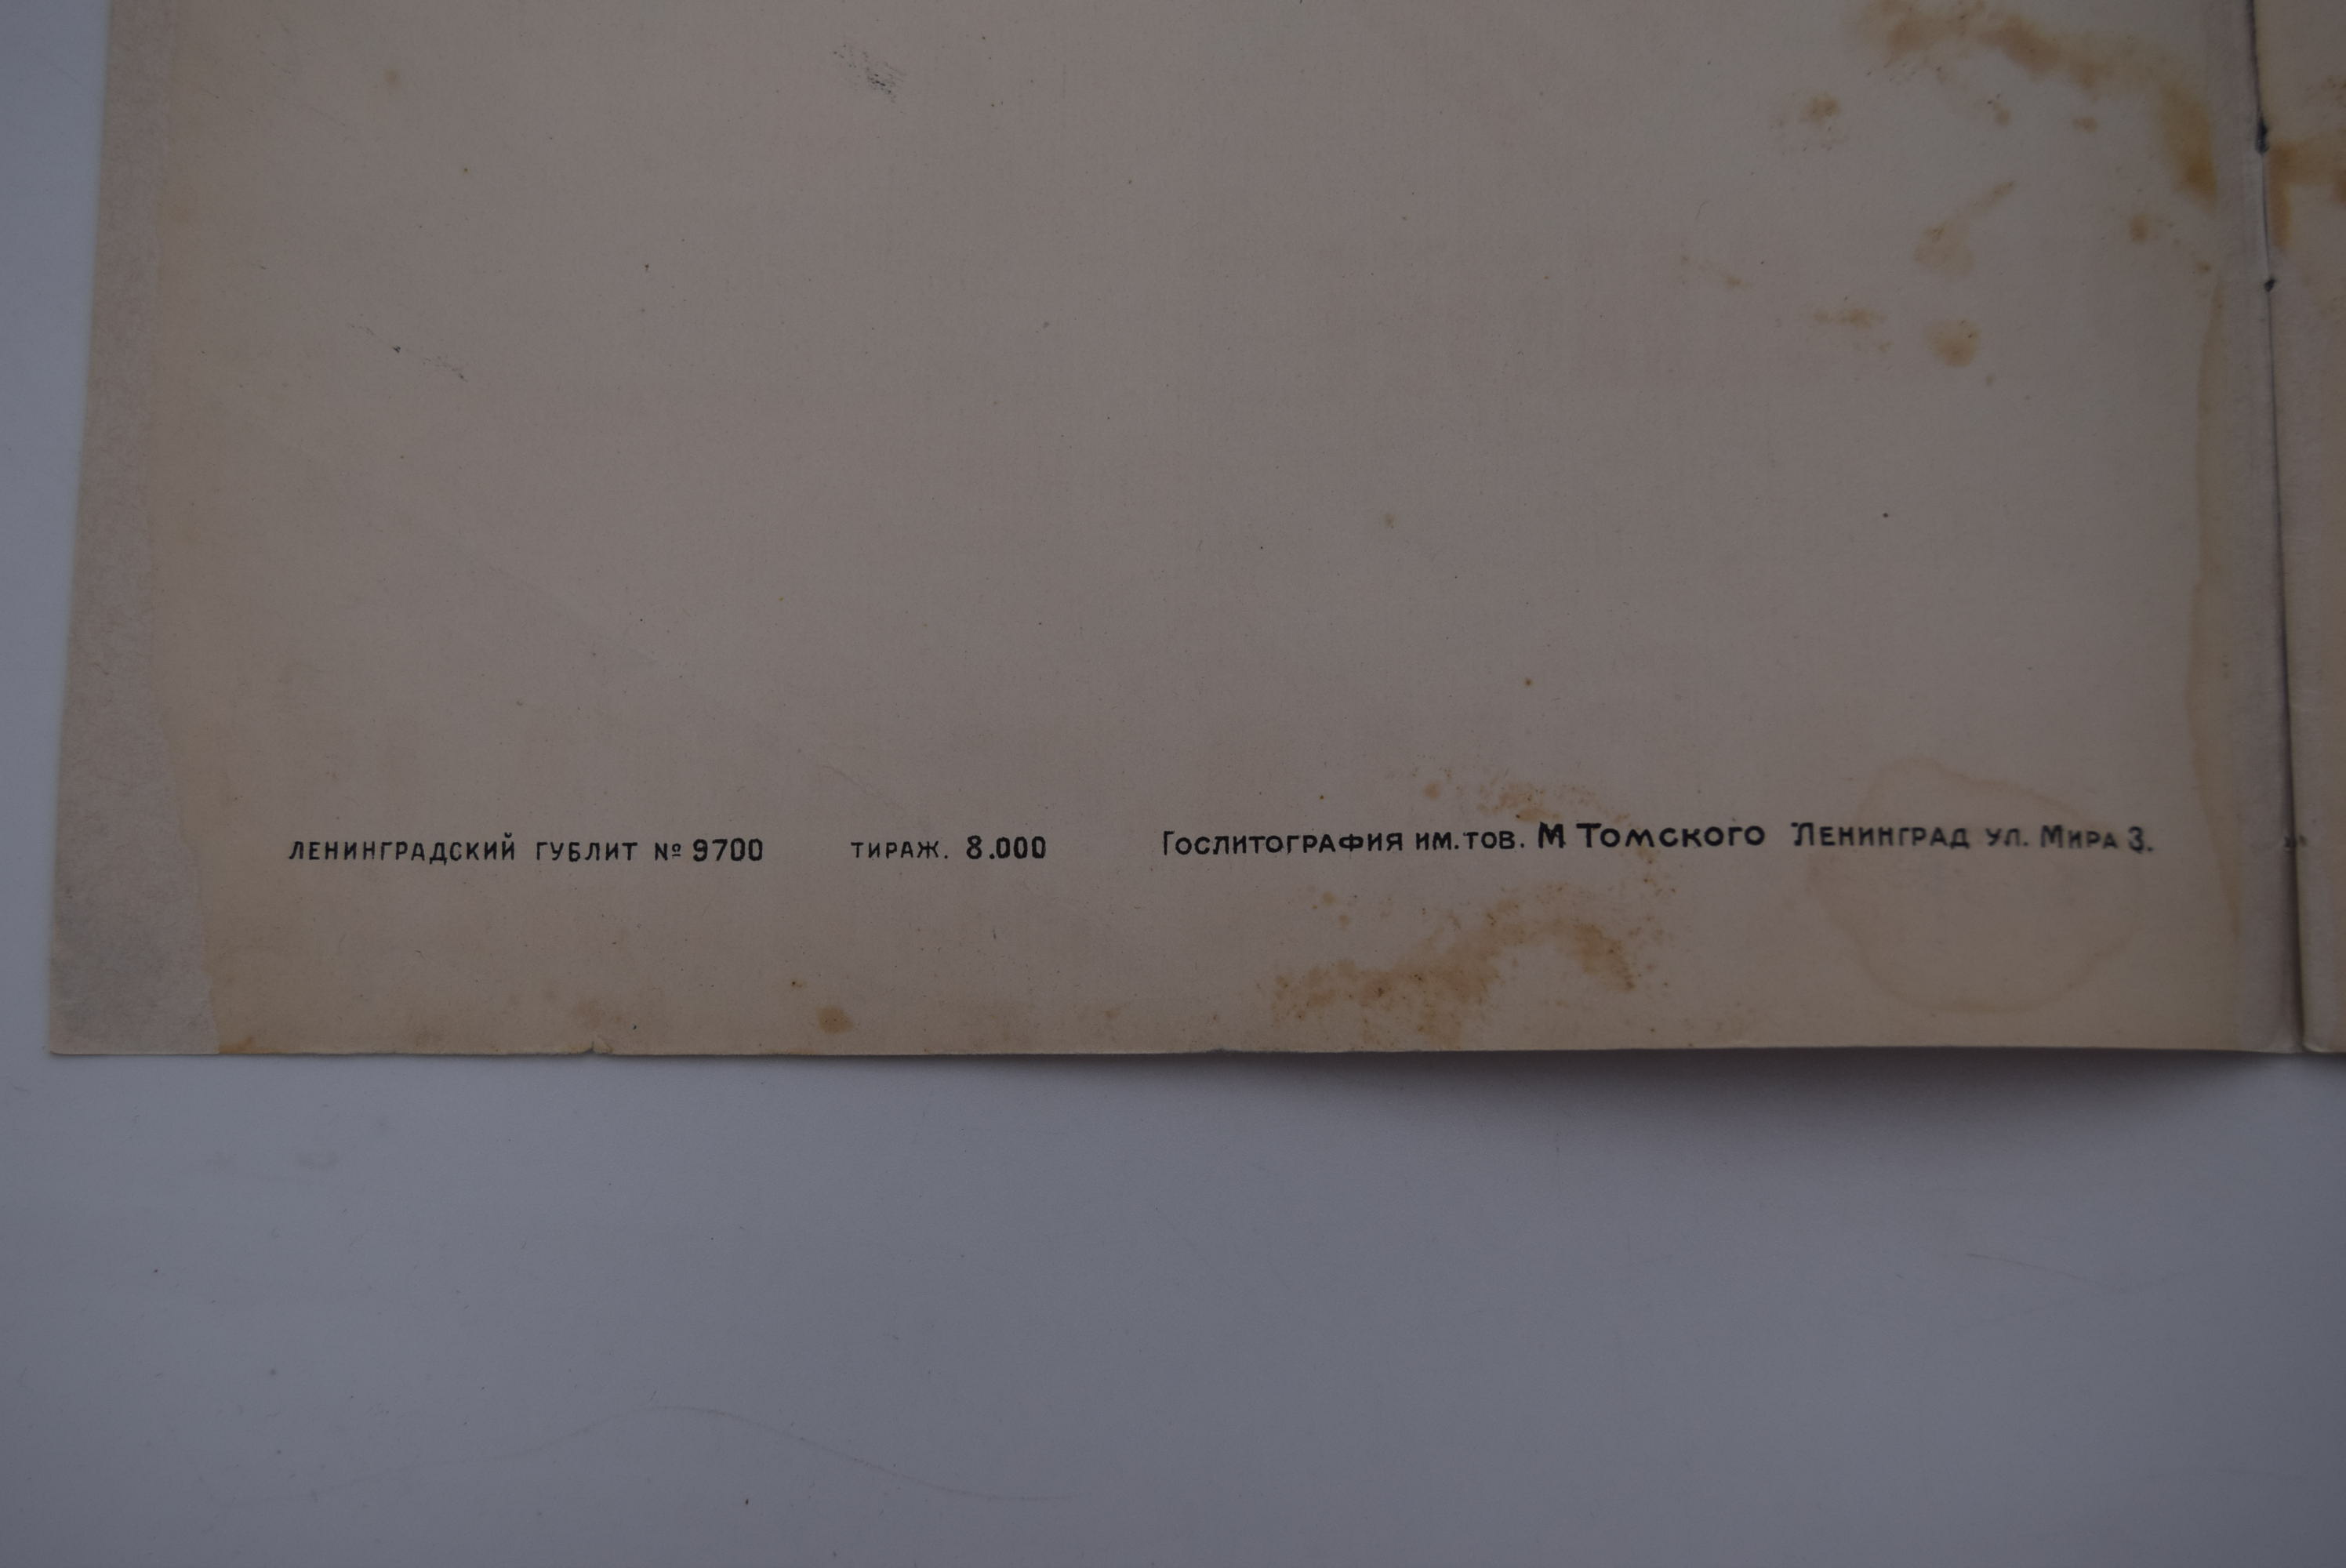 ЛЕНИНГРАДСКИЙ ГУБЛИТ № 9700 ТИРАЖ. 8.000 ГОСЛИТОГРАФИЯ ИМ. ТОВ. М ТОМСКОГО ЛЕНИНГРАД УЛ. МИРА 3.